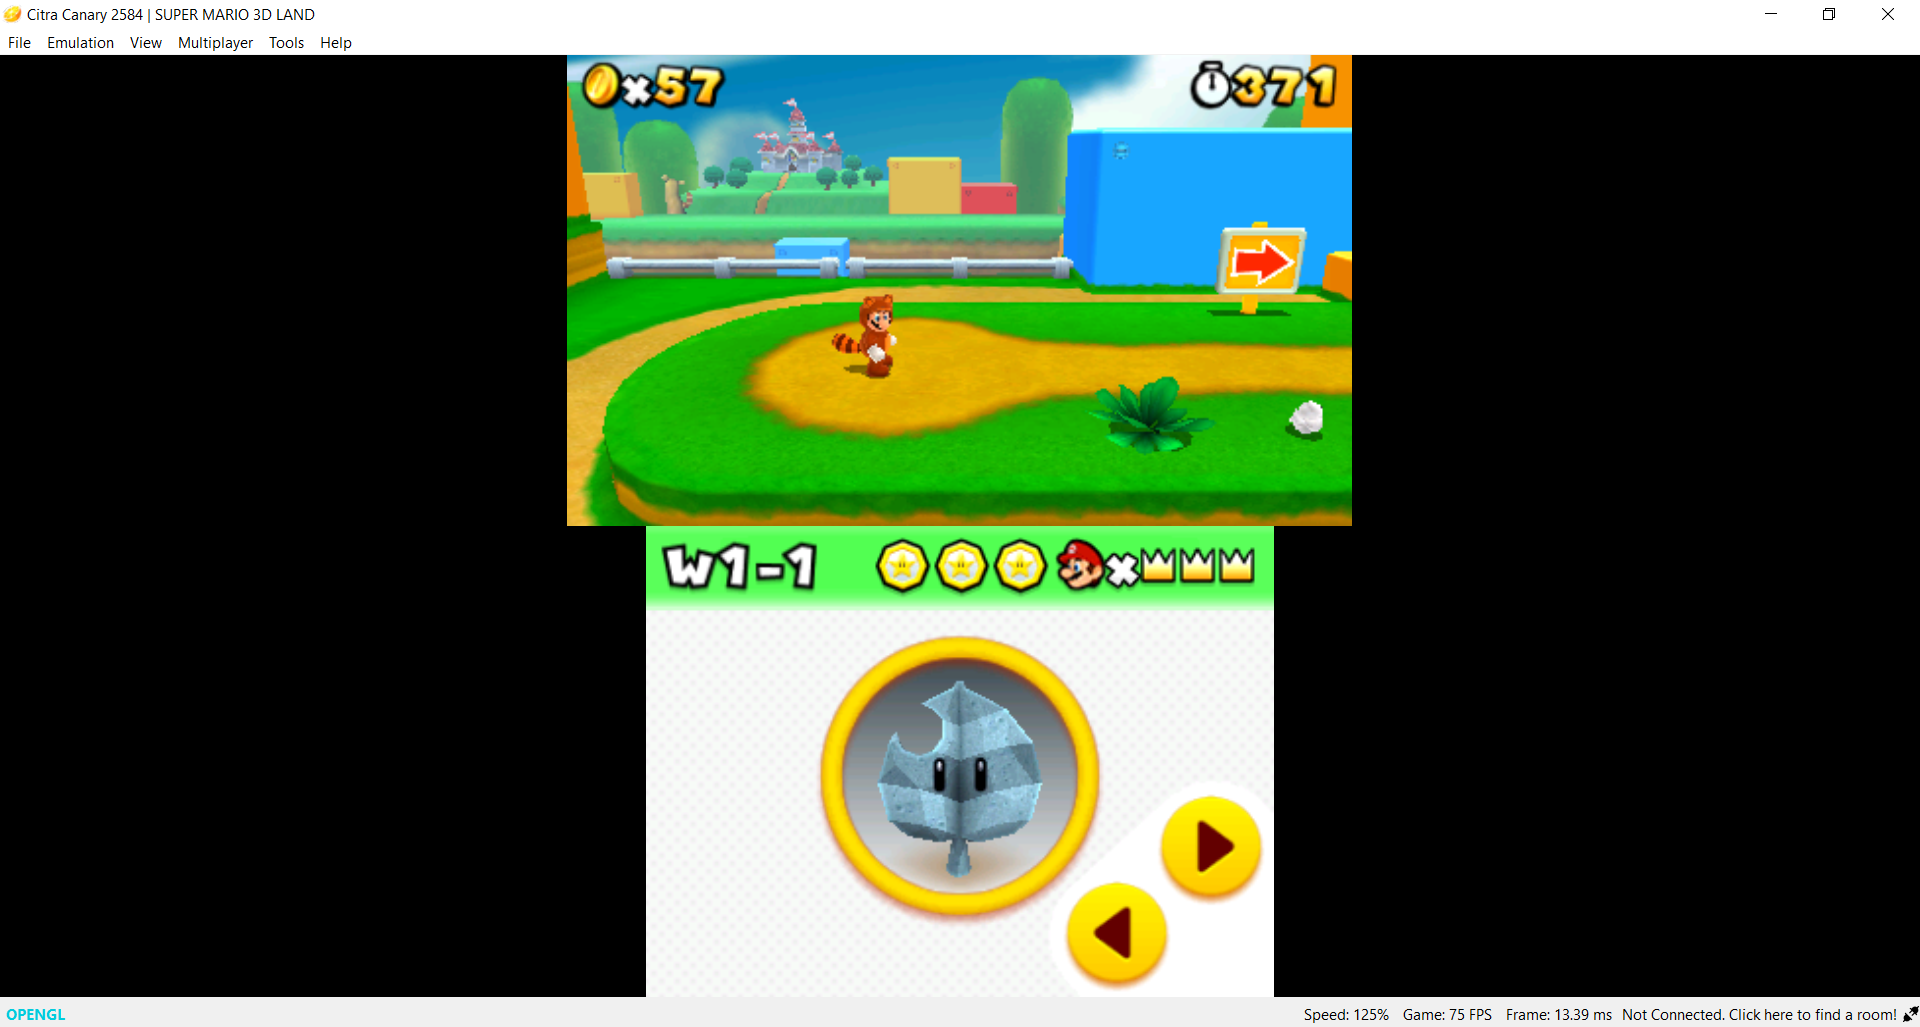 Citra Canary 2584 | SUPER MARIO 3D LAND
File Emulation View Multiplayer Tools Help
×57 371
W1-1 ×
OPENGL Speed: 125% Game: 75 FPS Frame: 13.39 ms Not Connected. Click here to find a room!